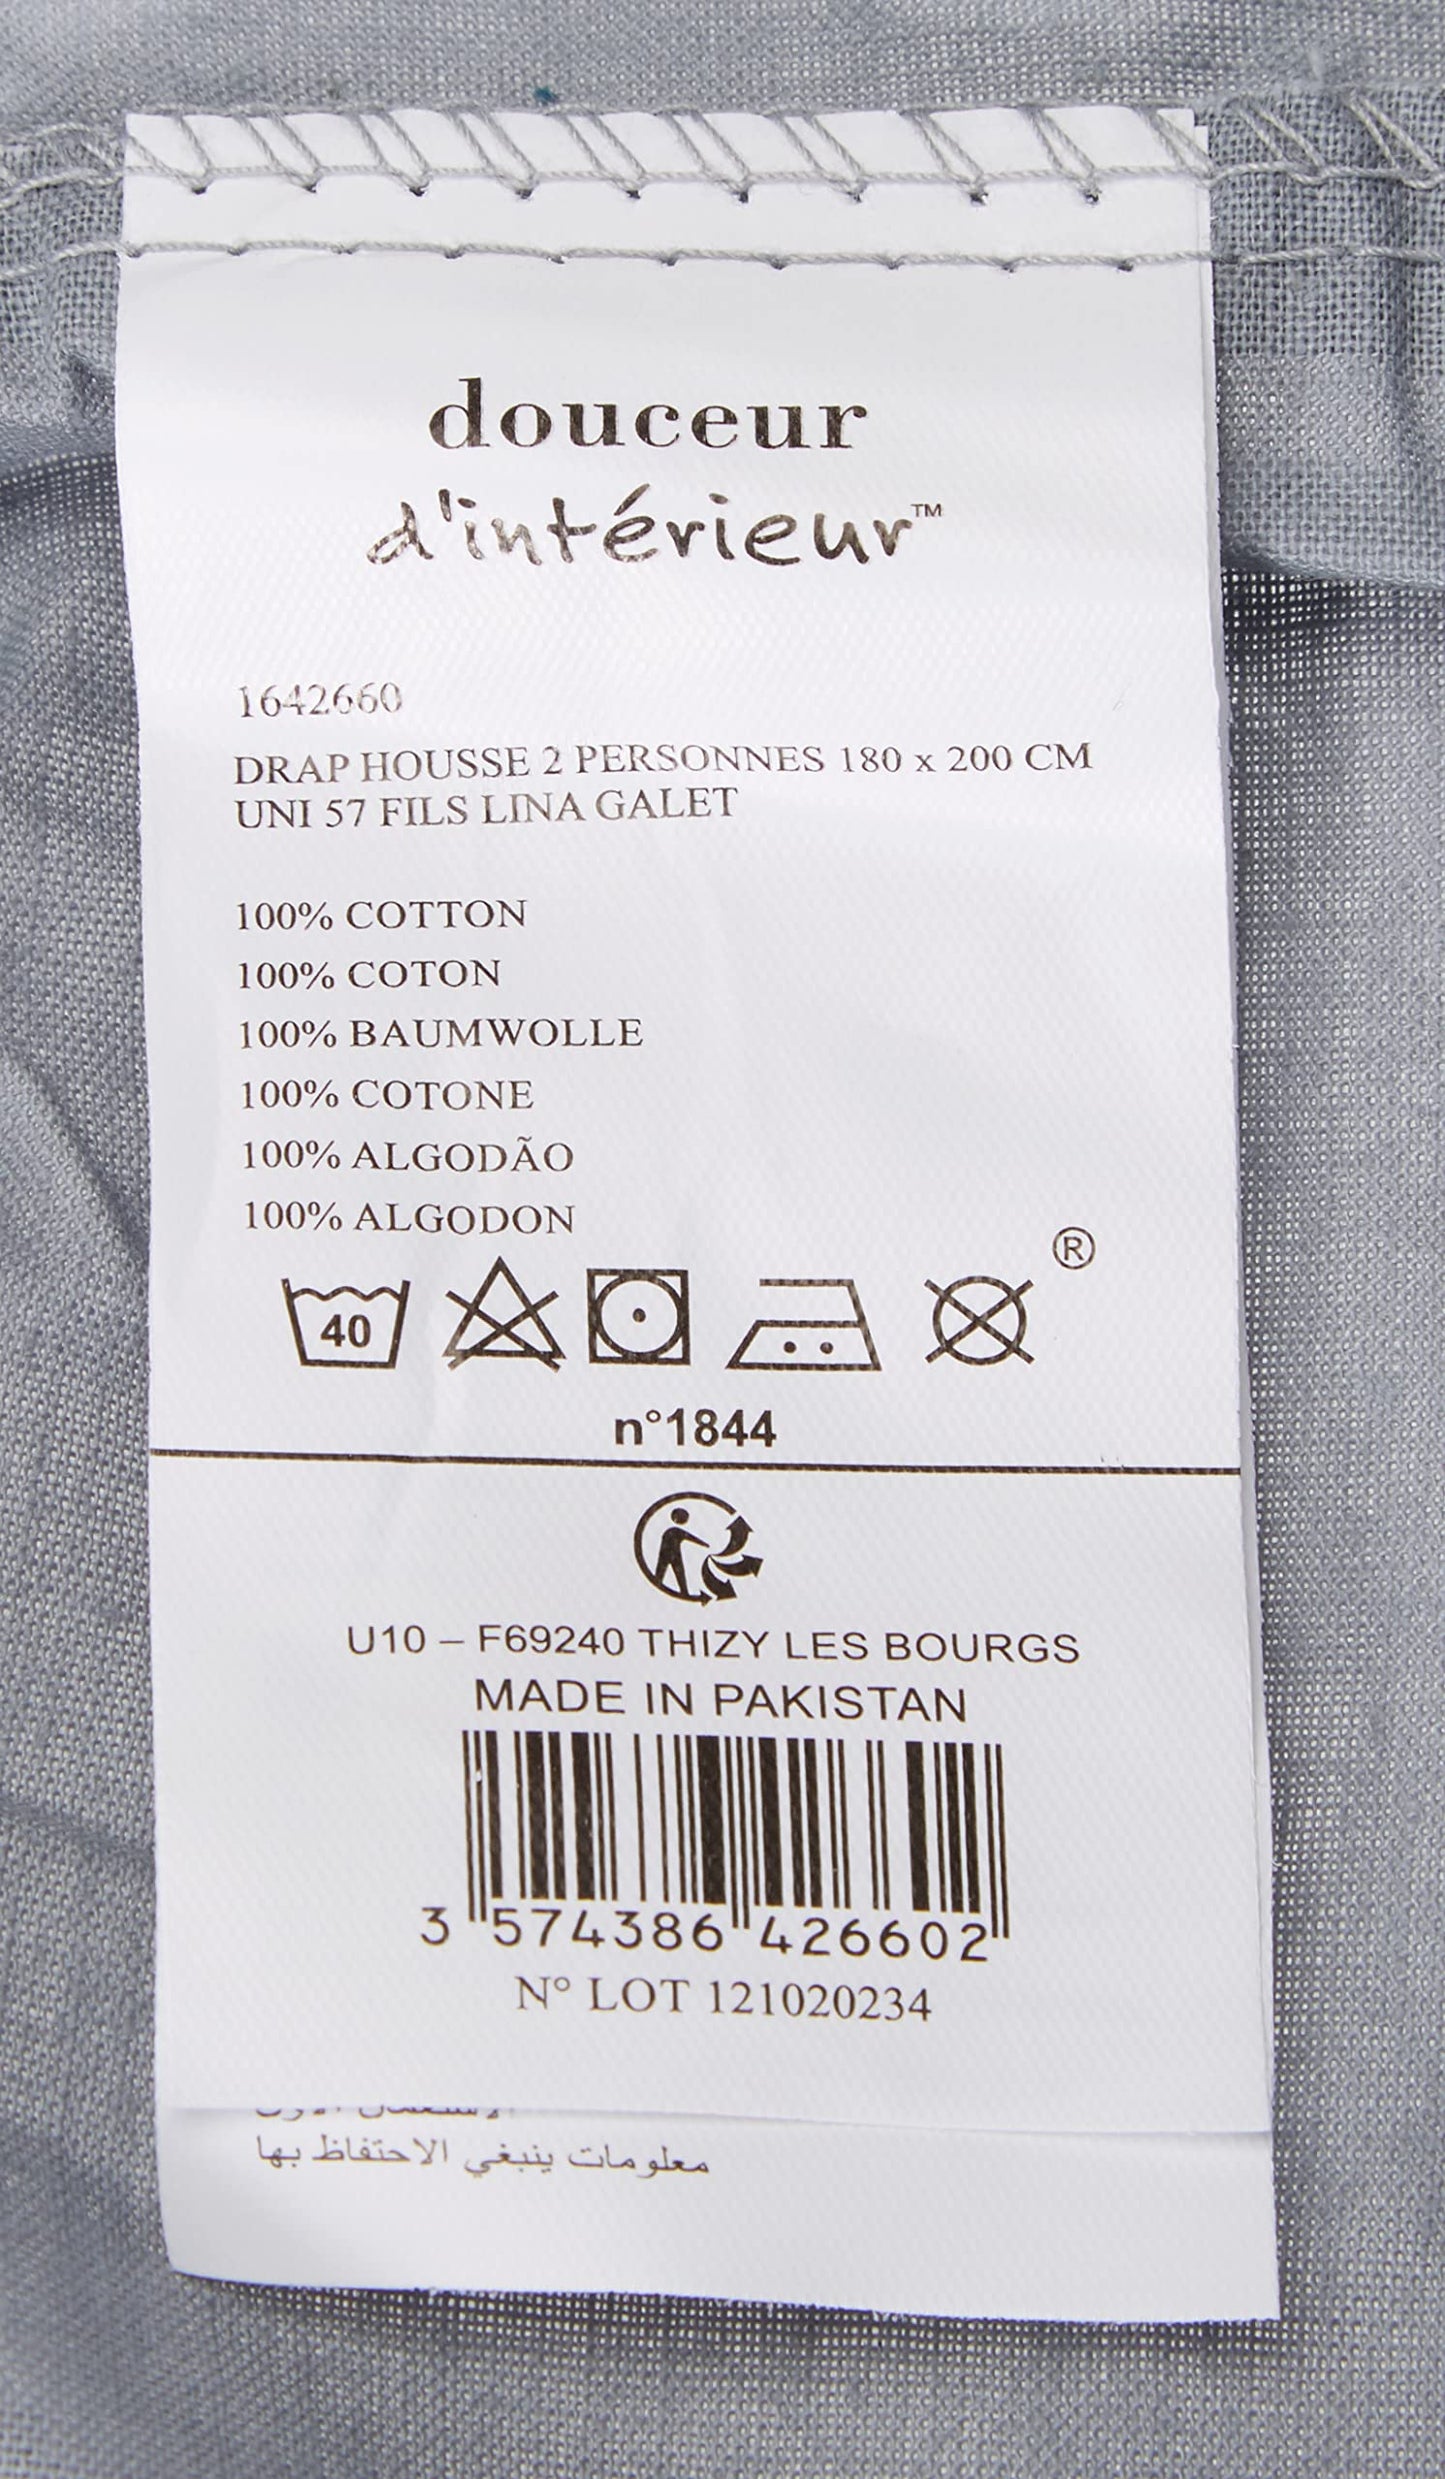 douceur
d'intérieur™
1642660
DRAP HOUSSE 2 PERSONNES 180 x 200 CM
UNI 57 FILS LINA GALET
100% COTTON
100% COTON
100% BAUMWOLLE
100% COTONE
100% ALGODÃO
100% ALGODON
®
40
n°1844
U10 – F69240 THIZY LES BOURGS
MADE IN PAKISTAN
3 574386 426602
N° LOT 121020234
معلومات ينبغي الاحتفاظ بها